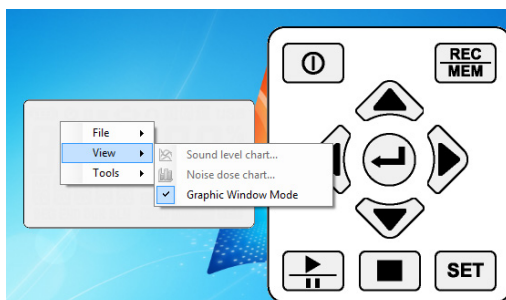 REC
MEM
File
View
Tools
Sound level chart...
Noise dose chart...
Graphic Window Mode
SET